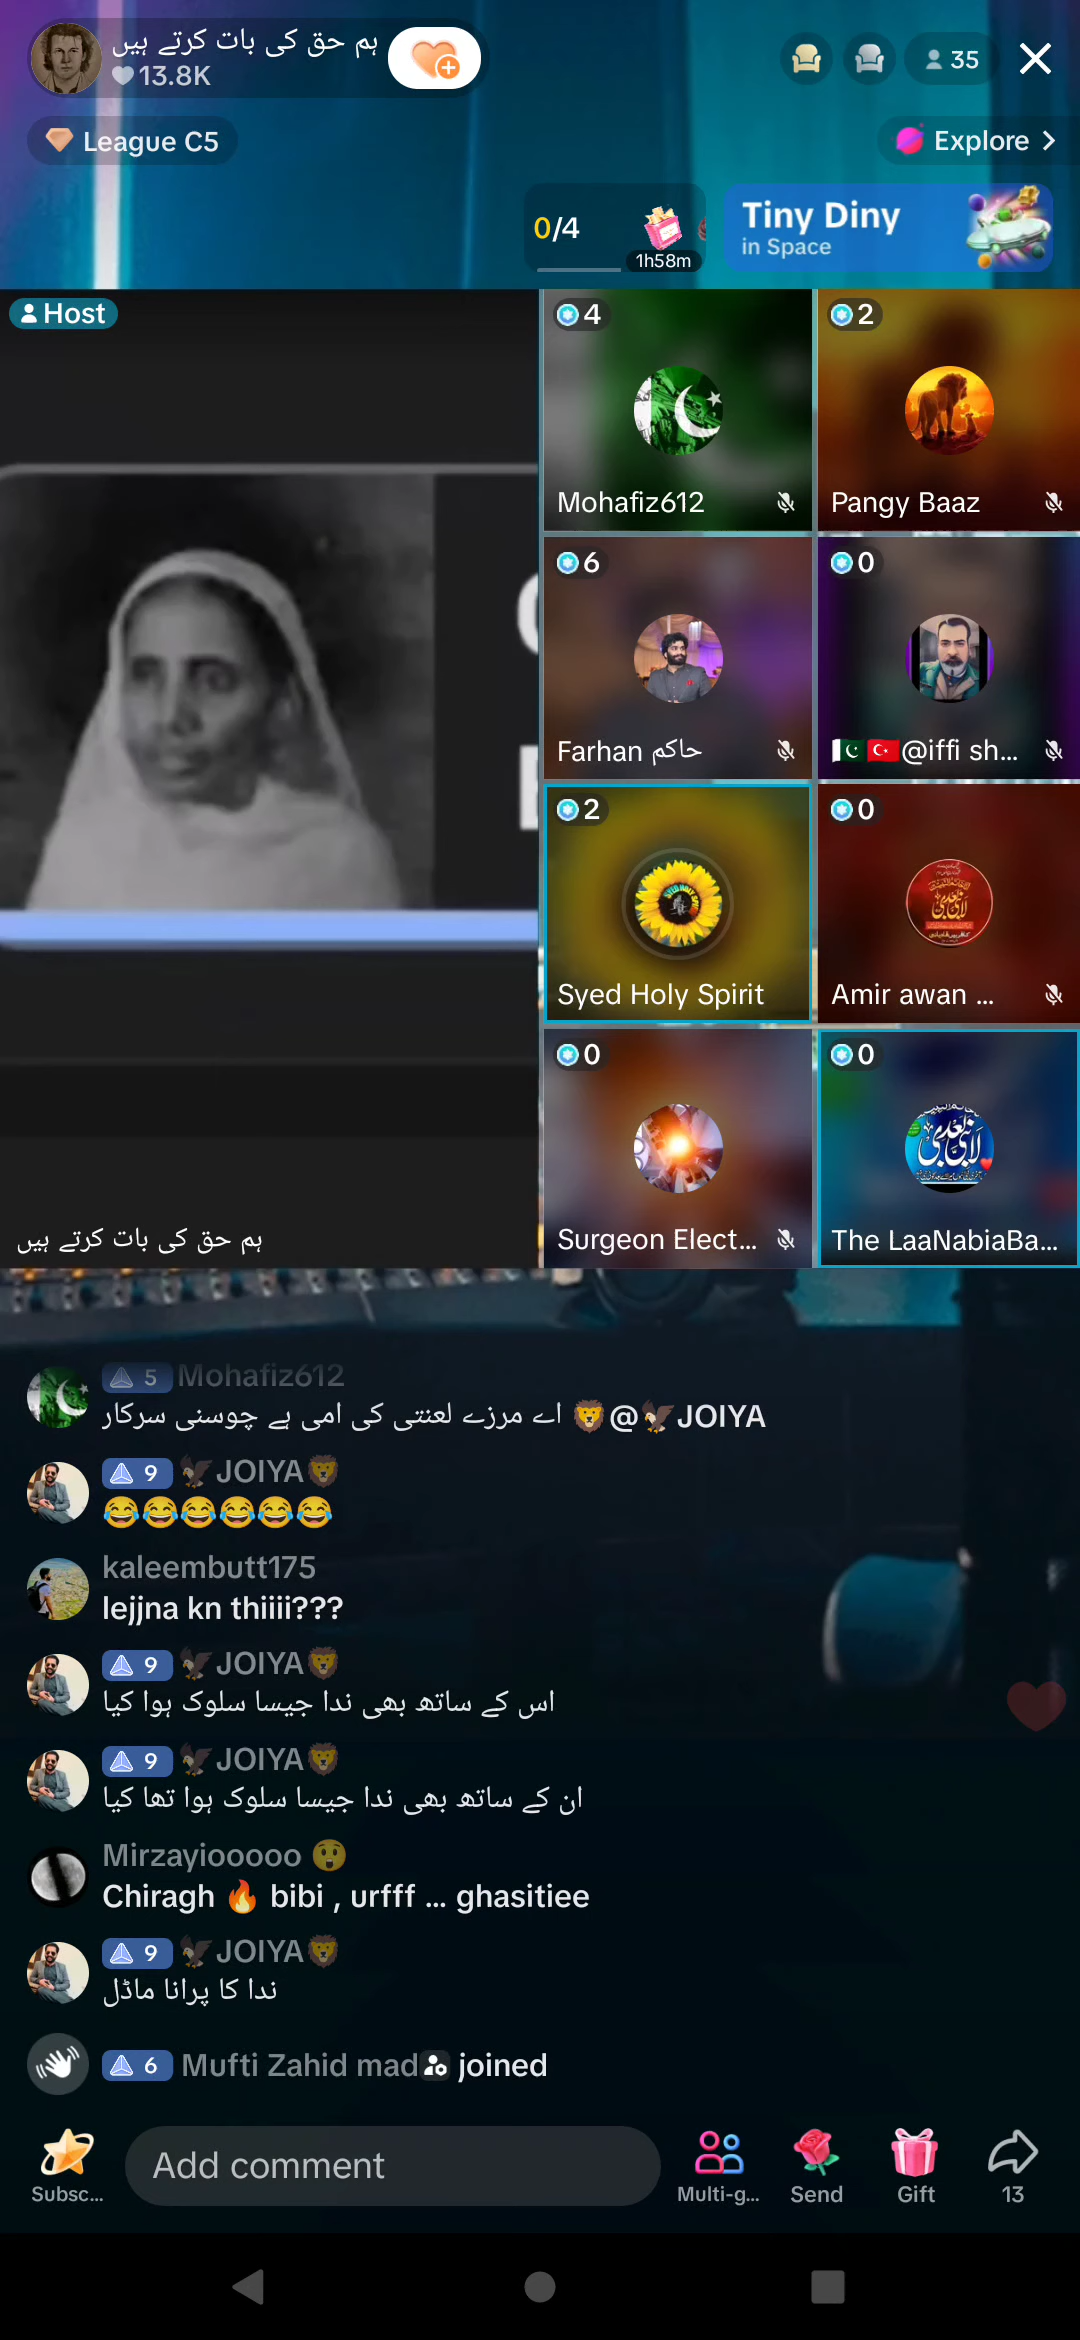 ہم حق کی بات کرتے ہیں
13.8K
35
League C5
Explore
0/4
1h58m
Tiny Diny
in Space
Host
4
Mohafiz612
2
Pangy Baaz
6
Farhan حاکم
0
@iffi sh...
2
Syed Holy Spirit
0
Amir awan ...
0
Surgeon Elect...
0
The LaaNabiaBa...
ہم حق کی بات کرتے ہیں
5 Mohafiz612
اے مرزے لعنتی کی امی ہے چوسنی سرکار 🦁@🦅JOIYA
9 🦅JOIYA🦁
😂😂😂😂😂😂
kaleembutt175
lejjna kn thiiii???
9 🦅JOIYA🦁
اس کے ساتھ بھی ندا جیسا سلوک ہوا کیا
9 🦅JOIYA🦁
ان کے ساتھ بھی ندا جیسا سلوک ہوا تھا کیا
Mirzayiooooo 😲
Chiragh 🔥 bibi , urfff ... ghasitiee
9 🦅JOIYA🦁
ندا کا پرانا ماڈل
6 Mufti Zahid mad joined
Add comment
Subsc...
Multi-g...
Send
Gift
13